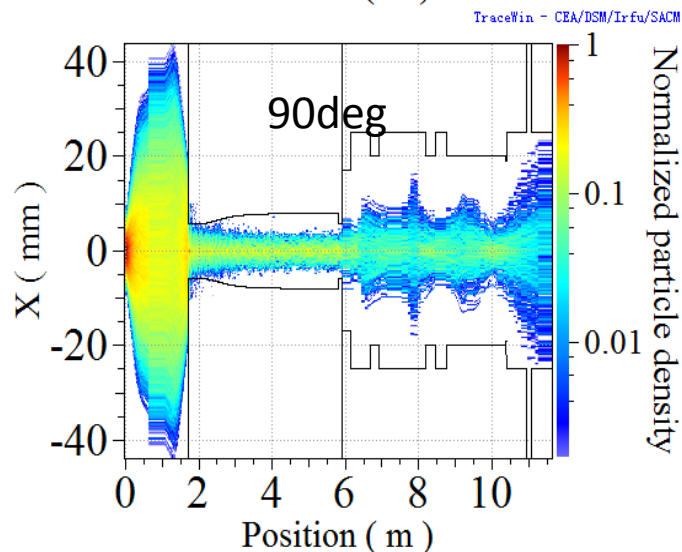 TraceWin - CEA/DSM/Irfu/SACM
90deg
40
20
0
-20
-40
X ( mm )
0
2
4
6
8
10
Position ( m )
1
0.1
0.01
Normalized particle density